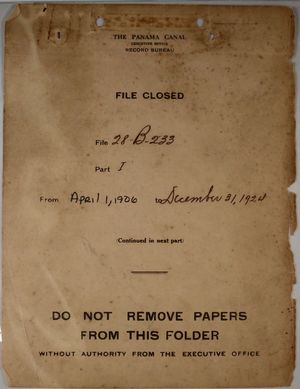 THE PANAMA CANAL
EXECUTIVE OFFICE
RECORD BUREAU
FILE CLOSED
File 28-B-233
Part I
From April 1, 1906 to December 31, 1924
(Continued in next part)
DO NOT REMOVE PAPERS
FROM THIS FOLDER
WITHOUT AUTHORITY FROM THE EXECUTIVE OFFICE